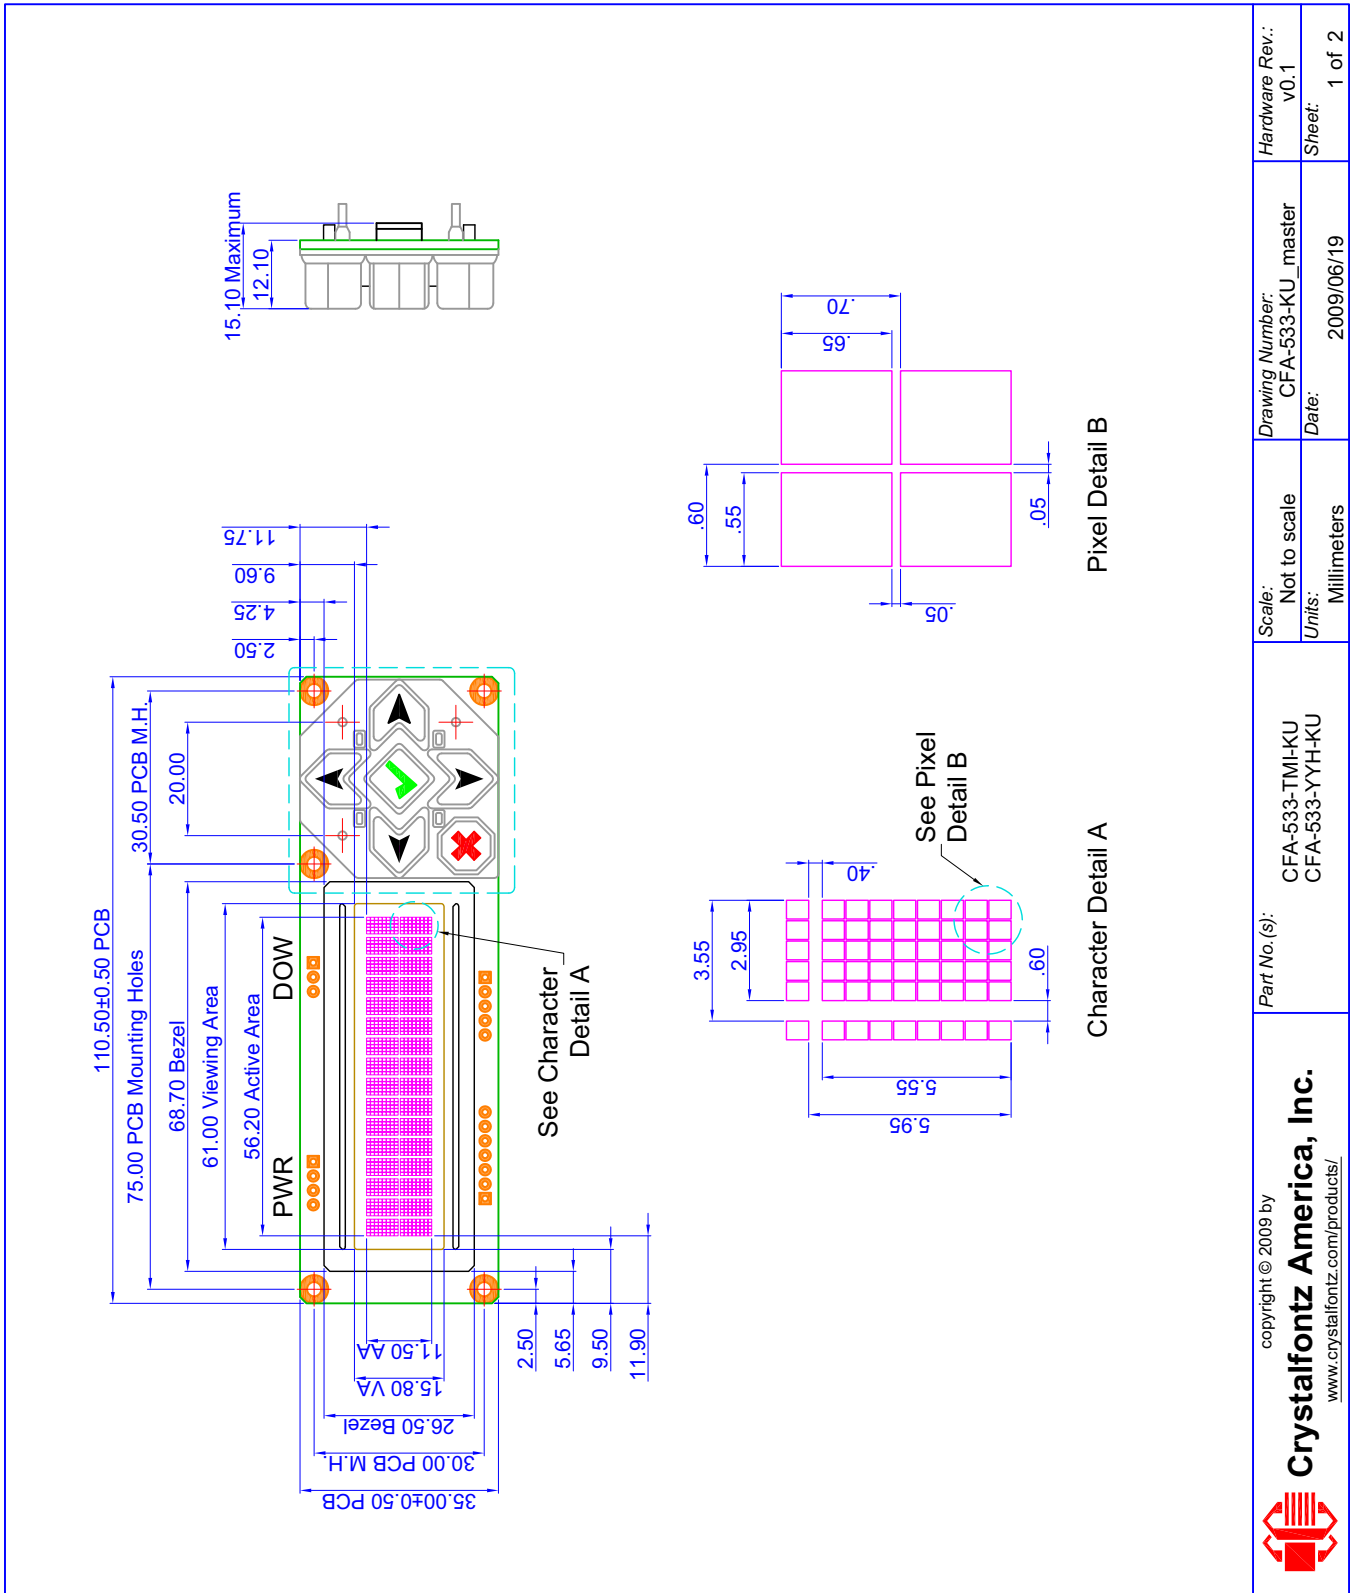 110.50±0.50 PCB
75.00 PCB Mounting Holes
30.50 PCB M.H.
68.70 Bezel
20.00
61.00 Viewing Area
56.20 Active Area
PWR
DOW
2.50
4.25
9.60
11.75
35.00±0.50 PCB
30.00 PCB M.H.
26.50 Bezel
15.80 VA
11.50 AA
2.50
5.65
9.50
11.90
See Character
Detail A
15.10 Maximum
12.10
3.55
2.95
.40
.60
5.55
5.95
See Pixel
Detail B
Character Detail A
.60
.55
.70
.65
.05
.05
Pixel Detail B
copyright © 2009 by
Crystalfontz America, Inc.
www.crystalfontz.com/products/
Part No.(s):
CFA-533-TMI-KU
CFA-533-YYH-KU
Scale:
Not to scale
Units:
Millimeters
Drawing Number:
CFA-533-KU_master
Date:
2009/06/19
Hardware Rev.:
v0.1
Sheet:
1 of 2